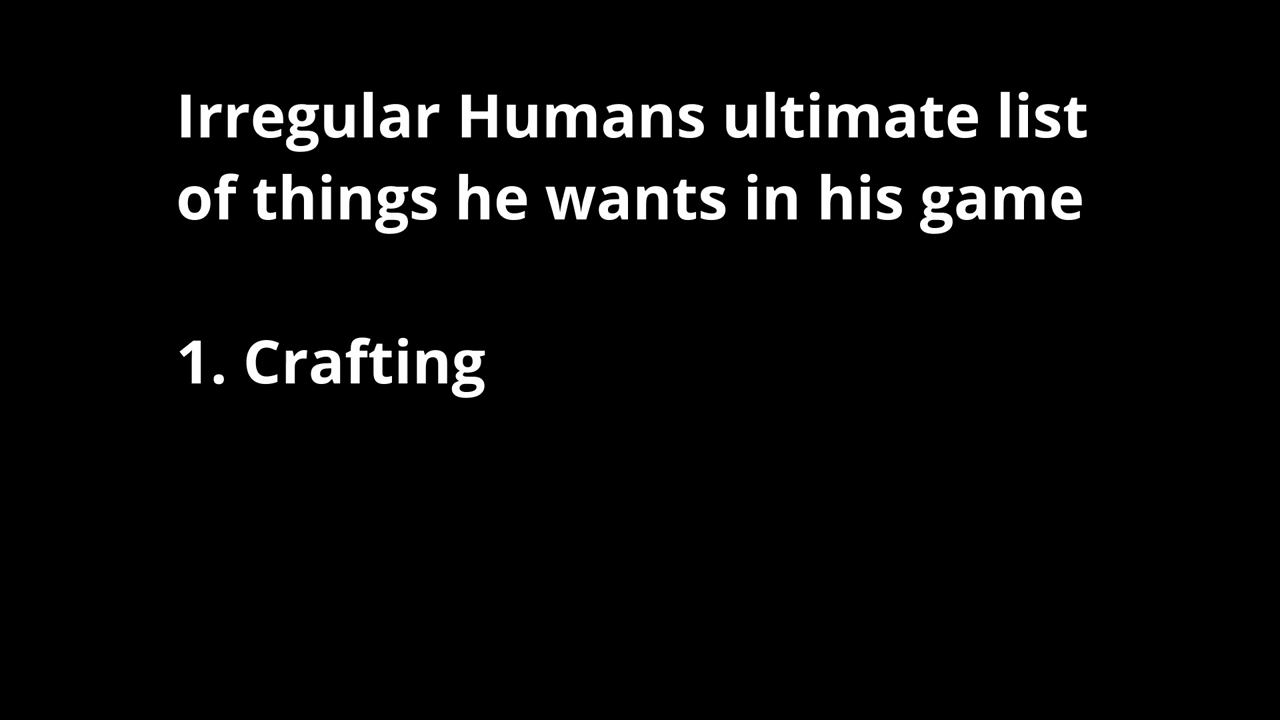 Irregular Humans ultimate list
of things he wants in his game
1. Crafting